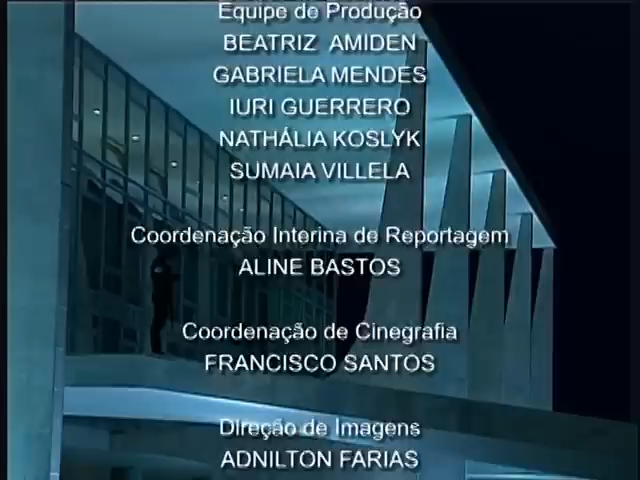 Equipe de Produção
BEATRIZ AMIDEN
GABRIELA MENDES
IURI GUERRERO
NATHÁLIA KOSLYK
SUMAIA VILLELA
Coordenação Interina de Reportagem
ALINE BASTOS
Coordenação de Cinegrafia
FRANCISCO SANTOS
Direção de Imagens
ADNILTON FARIAS